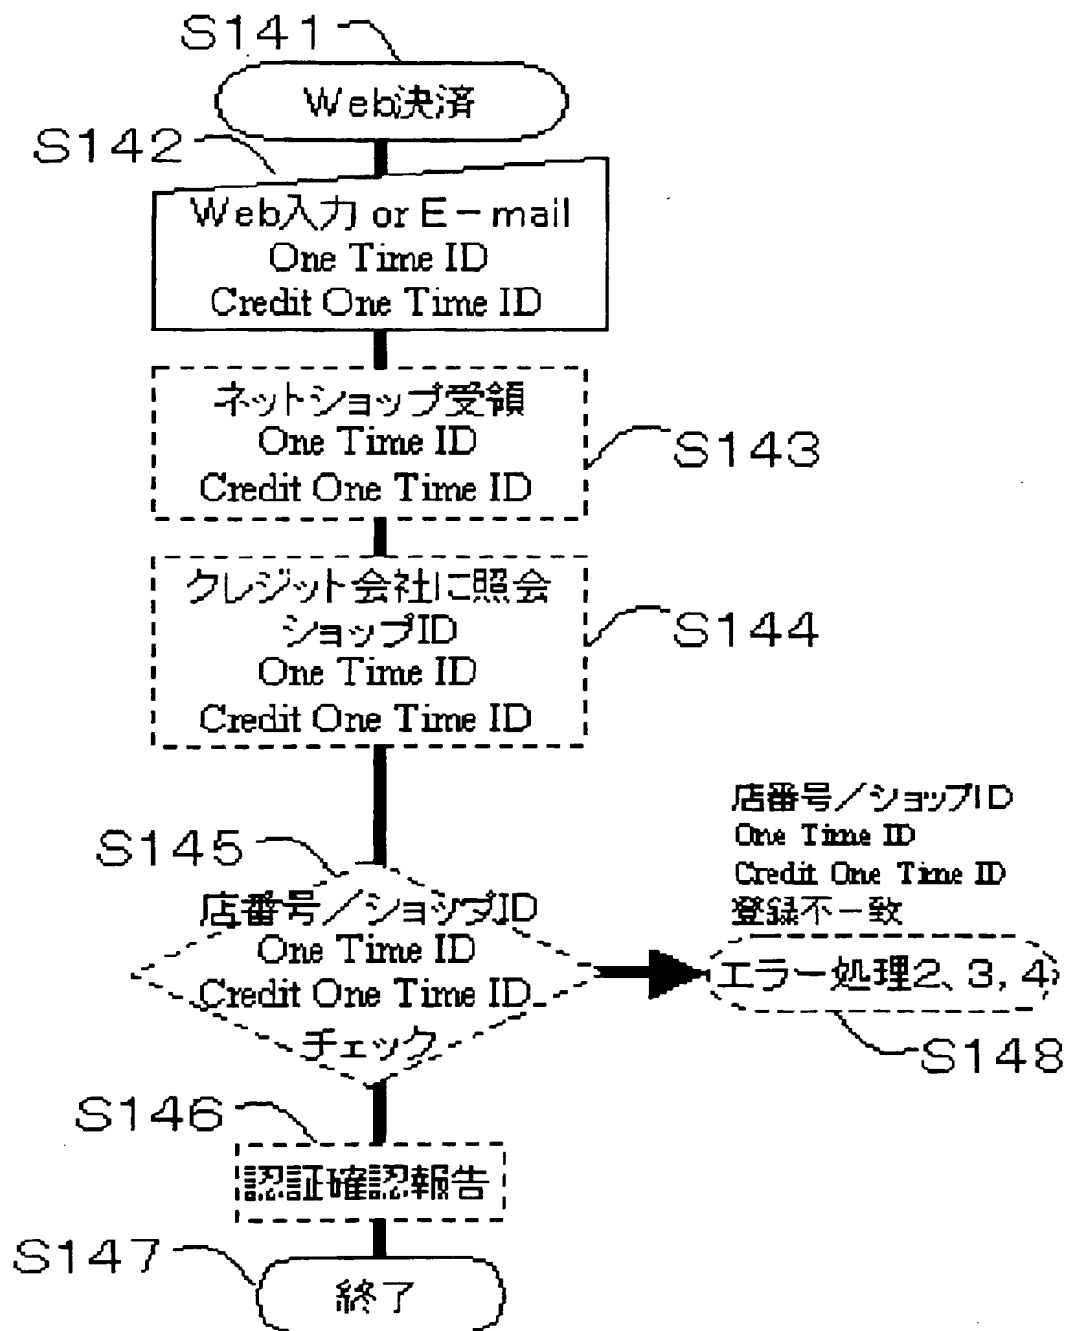 S141
Web決済
S142
Web入力 or E－mail
One Time ID
Credit One Time ID
ネットショップ受領
One Time ID
Credit One Time ID
S143
クレジット会社に照会
ショップID
One Time ID
Credit One Time ID
S144
S145
店番号／ショップID
One Time ID
Credit One Time ID
チェック
店番号／ショップID
One Time ID
Credit One Time ID
登録不一致
エラー処理2、3，4
S148
S146
認証確認報告
S147
終了